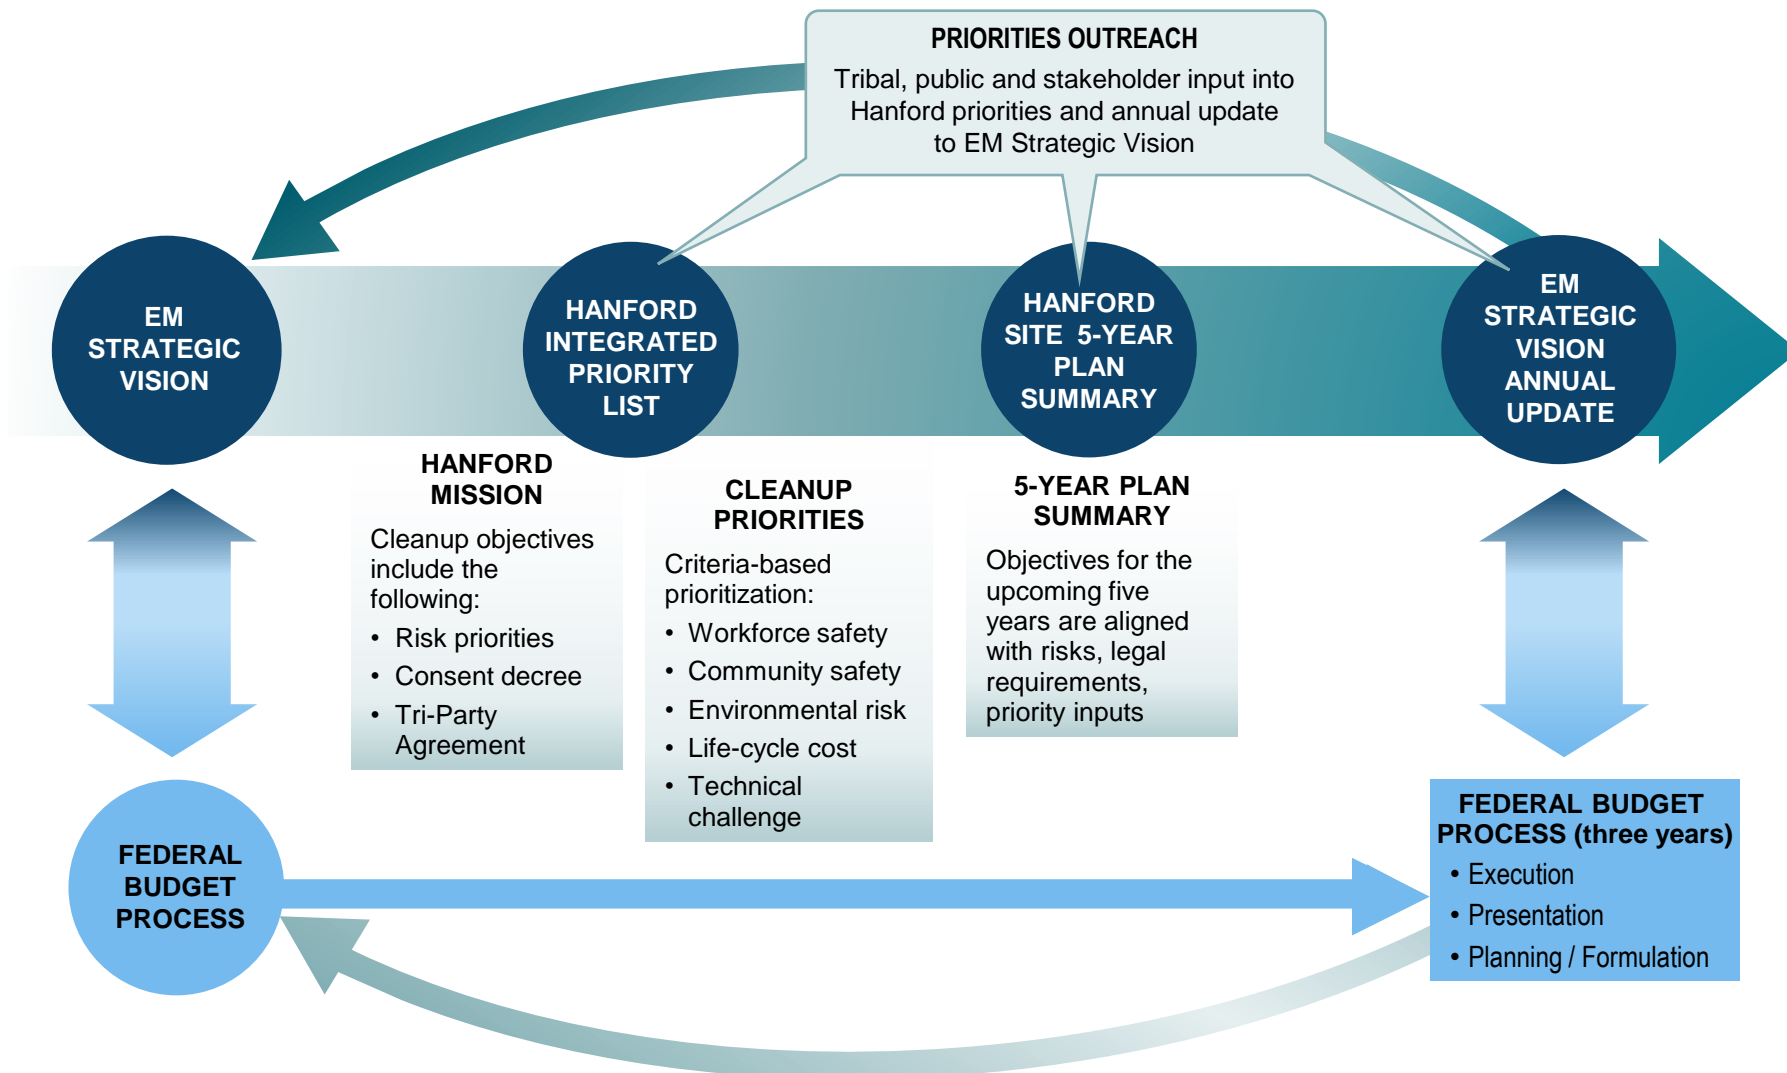 PRIORITIES OUTREACH
Tribal, public and stakeholder input into
Hanford priorities and annual update
to EM Strategic Vision
EM
STRATEGIC
VISION
HANFORD
INTEGRATED
PRIORITY
LIST
HANFORD
SITE 5-YEAR
PLAN
SUMMARY
EM
STRATEGIC
VISION
ANNUAL
UPDATE
HANFORD
MISSION
Cleanup objectives
include the
following:
• Risk priorities
• Consent decree
• Tri-Party
Agreement
CLEANUP
PRIORITIES
Criteria-based
prioritization:
• Workforce safety
• Community safety
• Environmental risk
• Life-cycle cost
• Technical
challenge
5-YEAR PLAN
SUMMARY
Objectives for the
upcoming five
years are aligned
with risks, legal
requirements,
priority inputs
FEDERAL
BUDGET
PROCESS
FEDERAL BUDGET
PROCESS (three years)
• Execution
• Presentation
• Planning / Formulation